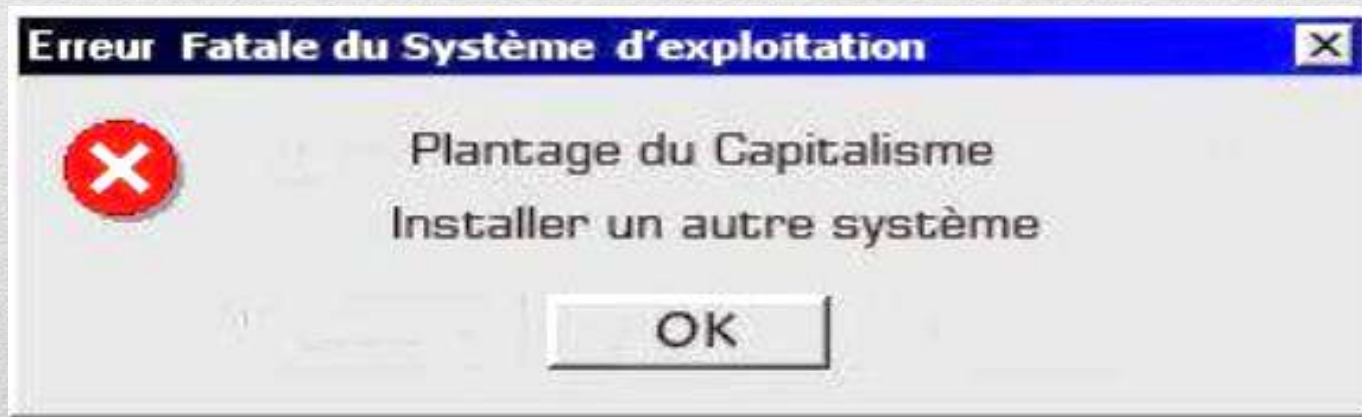 Erreur Fatale du Système d'exploitation
Plantage du Capitalisme
Installer un autre système
OK